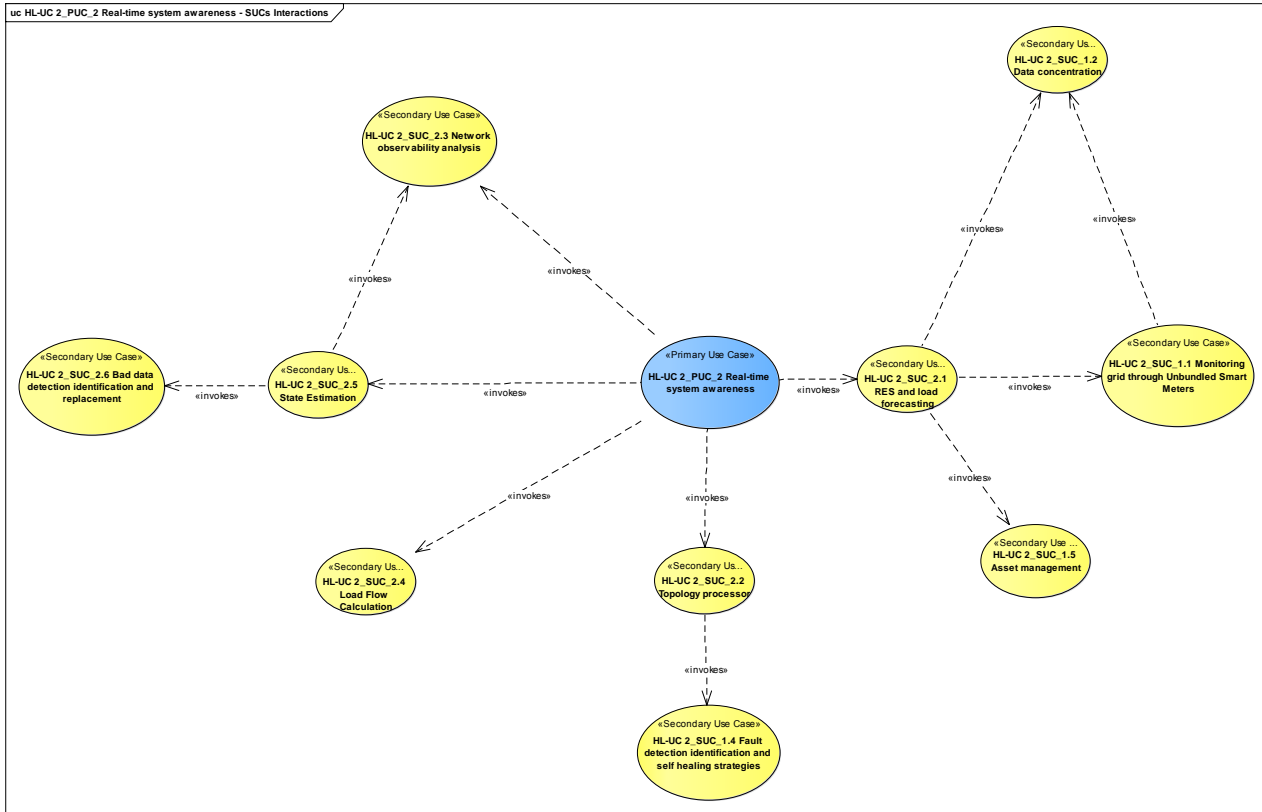 uc HL-UC 2_PUC_2 Real-time system awareness - SUCs Interactions
«Secondary Us...
HL-UC 2_SUC_1.2
Data concentration
«Secondary Use Case»
HL-UC 2_SUC_2.3 Network
observability analysis
«invokes»
«invokes»
«invokes»
«invokes»
«Secondary Use Case»
HL-UC 2_SUC_2.6 Bad data
detection identification and
replacement
«invokes»
«Secondary Us...
HL-UC 2_SUC_2.5
State Estimation
«invokes»
«Primary Use Case»
HL-UC 2_PUC_2 Real-time
system awareness
«invokes»
«Secondary Us...
HL-UC 2_SUC_2.1
RES and load
forecasting
«invokes»
«Secondary Use Case»
HL-UC 2_SUC_1.1 Monitoring
grid through Unbundled Smart
Meters
«invokes»
«invokes»
«invokes»
«Secondary Us...
HL-UC 2_SUC_2.4
Load Flow
Calculation
«Secondary Us...
HL-UC 2_SUC_2.2
Topology processor
«Secondary Use ...
HL-UC 2_SUC_1.5
Asset management
«invokes»
«Secondary Use Case»
HL-UC 2_SUC_1.4 Fault
detection identification and
self healing strategies